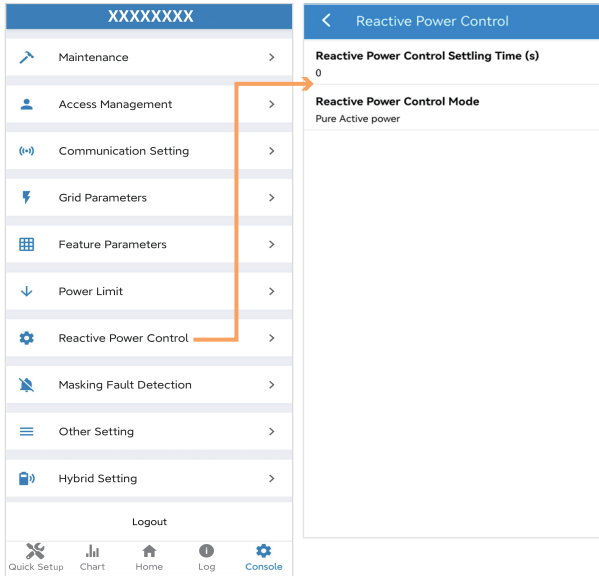 XXXXXXXX
Maintenance
Access Management
Communication Setting
Grid Parameters
Feature Parameters
Power Limit
Reactive Power Control
Masking Fault Detection
Other Setting
Hybrid Setting
Logout
Quick Setup Chart Home Log Console
Reactive Power Control
Reactive Power Control Settling Time (s)
0
Reactive Power Control Mode
Pure Active power